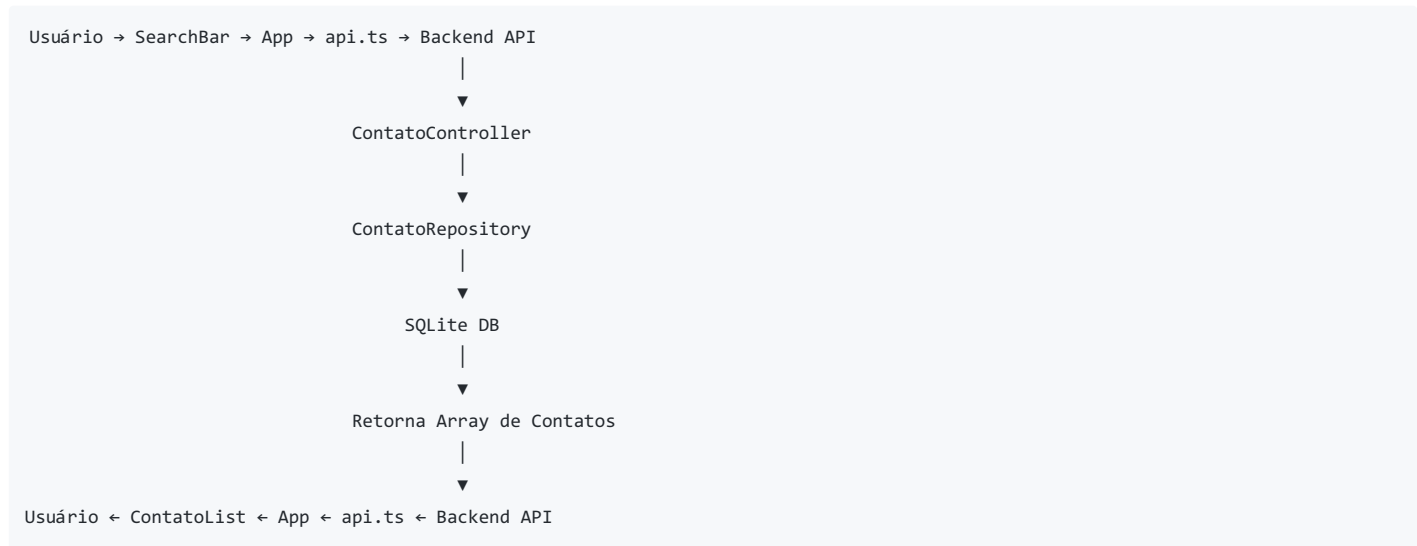 Usuário → SearchBar → App → api.ts → Backend API
│
▼
ContatoController
│
▼
ContatoRepository
│
▼
SQLite DB
│
▼
Retorna Array de Contatos
│
▼
Usuário ← ContatoList ← App ← api.ts ← Backend API